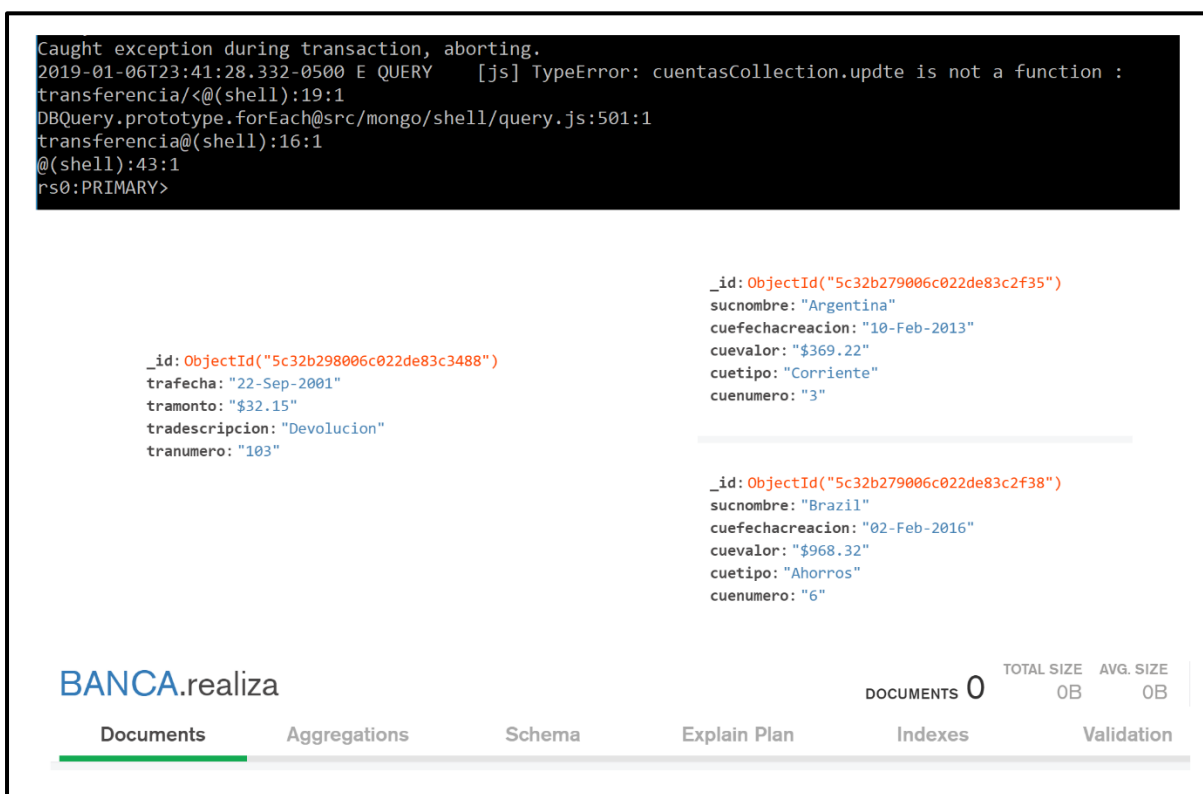 Caught exception during transaction, aborting.
2019-01-06T23:41:28.332-0500 E QUERY    [js] TypeError: cuentasCollection.updte is not a function :
transferencia/<@(shell):19:1
DBQuery.prototype.forEach@src/mongo/shell/query.js:501:1
transferencia@(shell):16:1
@(shell):43:1
rs0:PRIMARY>
_id: ObjectId("5c32b298006c022de83c3488")
trafecha: "22-Sep-2001"
tramonto: "$32.15"
tradescripcion: "Devolucion"
tranumero: "103"
_id: ObjectId("5c32b279006c022de83c2f35")
sucnombre: "Argentina"
cuefechacreacion: "10-Feb-2013"
cuevalor: "$369.22"
cuetipo: "Corriente"
cuenumero: "3"
_id: ObjectId("5c32b279006c022de83c2f38")
sucnombre: "Brazil"
cuefechacreacion: "02-Feb-2016"
cuevalor: "$968.32"
cuetipo: "Ahorros"
cuenumero: "6"
BANCA.realiza
DOCUMENTS 0
TOTAL SIZE AVG. SIZE
0B 0B
Documents Aggregations Schema Explain Plan Indexes Validation